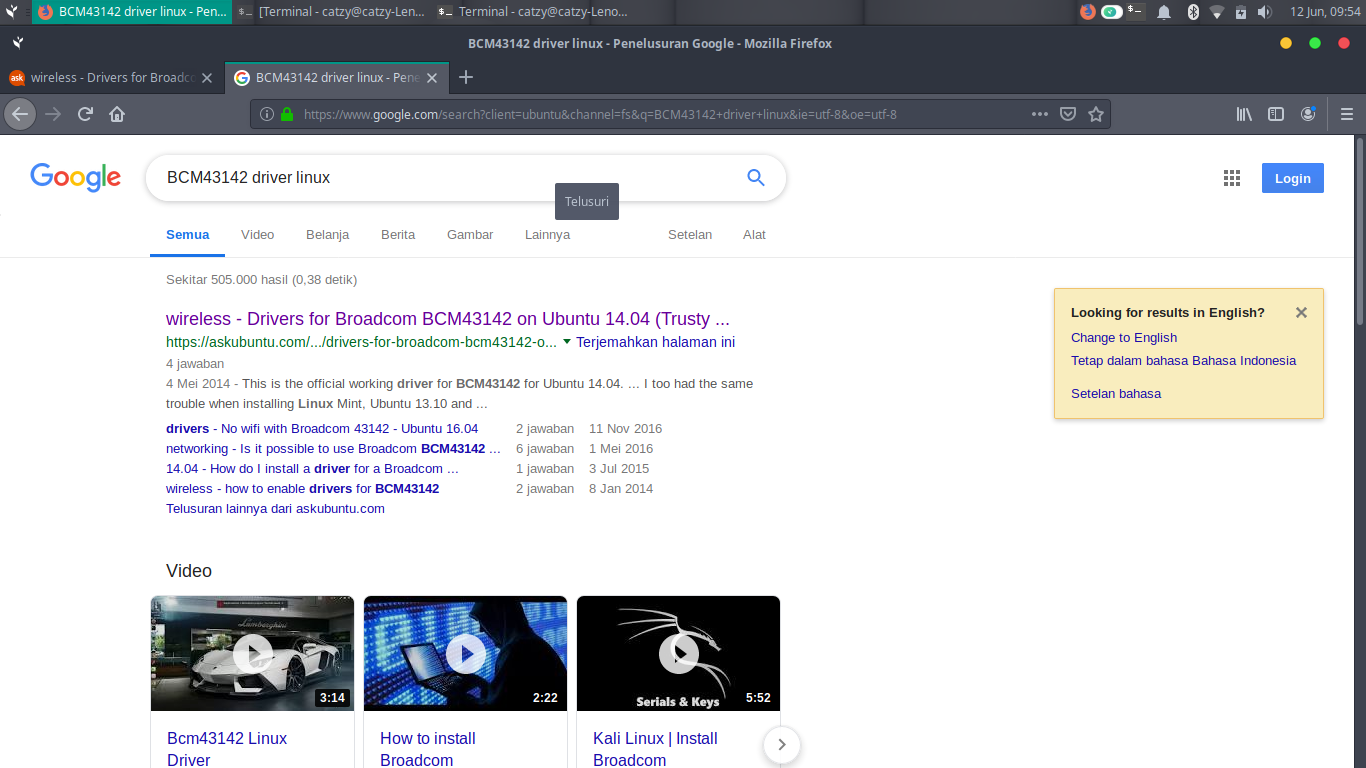 BCM43142 driver linux - Pen...
[Terminal - catzy@catzy-Len...
Terminal - catzy@catzy-Leno...
12 Jun, 09:54
BCM43142 driver linux - Penelusuran Google - Mozilla Firefox
ask
wireless - Drivers for Broadco
BCM43142 driver linux - Pene
https://www.google.com/search?client=ubuntu&channel=fs&q=BCM43142+driver+linux&ie=utf-8&oe=utf-8
Google
BCM43142 driver linux
Telusuri
Login
Semua
Video
Belanja
Berita
Gambar
Lainnya
Setelan
Alat
Sekitar 505.000 hasil (0,38 detik)
wireless - Drivers for Broadcom BCM43142 on Ubuntu 14.04 (Trusty ...
https://askubuntu.com/.../drivers-for-broadcom-bcm43142-o... Terjemahkan halaman ini
4 jawaban
4 Mei 2014 - This is the official working driver for BCM43142 for Ubuntu 14.04. ... I too had the same
trouble when installing Linux Mint, Ubuntu 13.10 and ...
drivers - No wifi with Broadcom 43142 - Ubuntu 16.04 2 jawaban 11 Nov 2016
networking - Is it possible to use Broadcom BCM43142 ... 6 jawaban 1 Mei 2016
14.04 - How do I install a driver for a Broadcom ... 1 jawaban 3 Jul 2015
wireless - how to enable drivers for BCM43142 2 jawaban 8 Jan 2014
Telusuran lainnya dari askubuntu.com
Looking for results in English?
Change to English
Tetap dalam bahasa Bahasa Indonesia
Setelan bahasa
Video
Lamborghini
3:14
2:22
Serials & Keys
5:52
Bcm43142 Linux
Driver
How to install
Broadcom
Kali Linux | Install
Broadcom